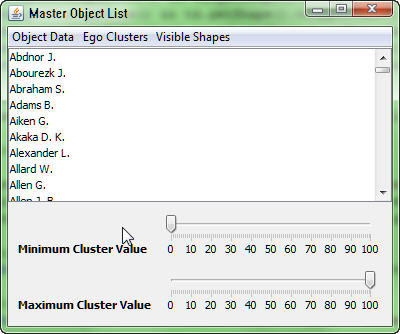 Master Object List
Object Data Ego Clusters Visible Shapes
Abdnor J.
Abourezk J.
Abraham S.
Adams B.
Aiken G.
Akaka D. K.
Alexander L.
Allard W.
Allen G.
Allen J. B.
Minimum Cluster Value
0 10 20 30 40 50 60 70 80 90 100
Maximum Cluster Value
0 10 20 30 40 50 60 70 80 90 100